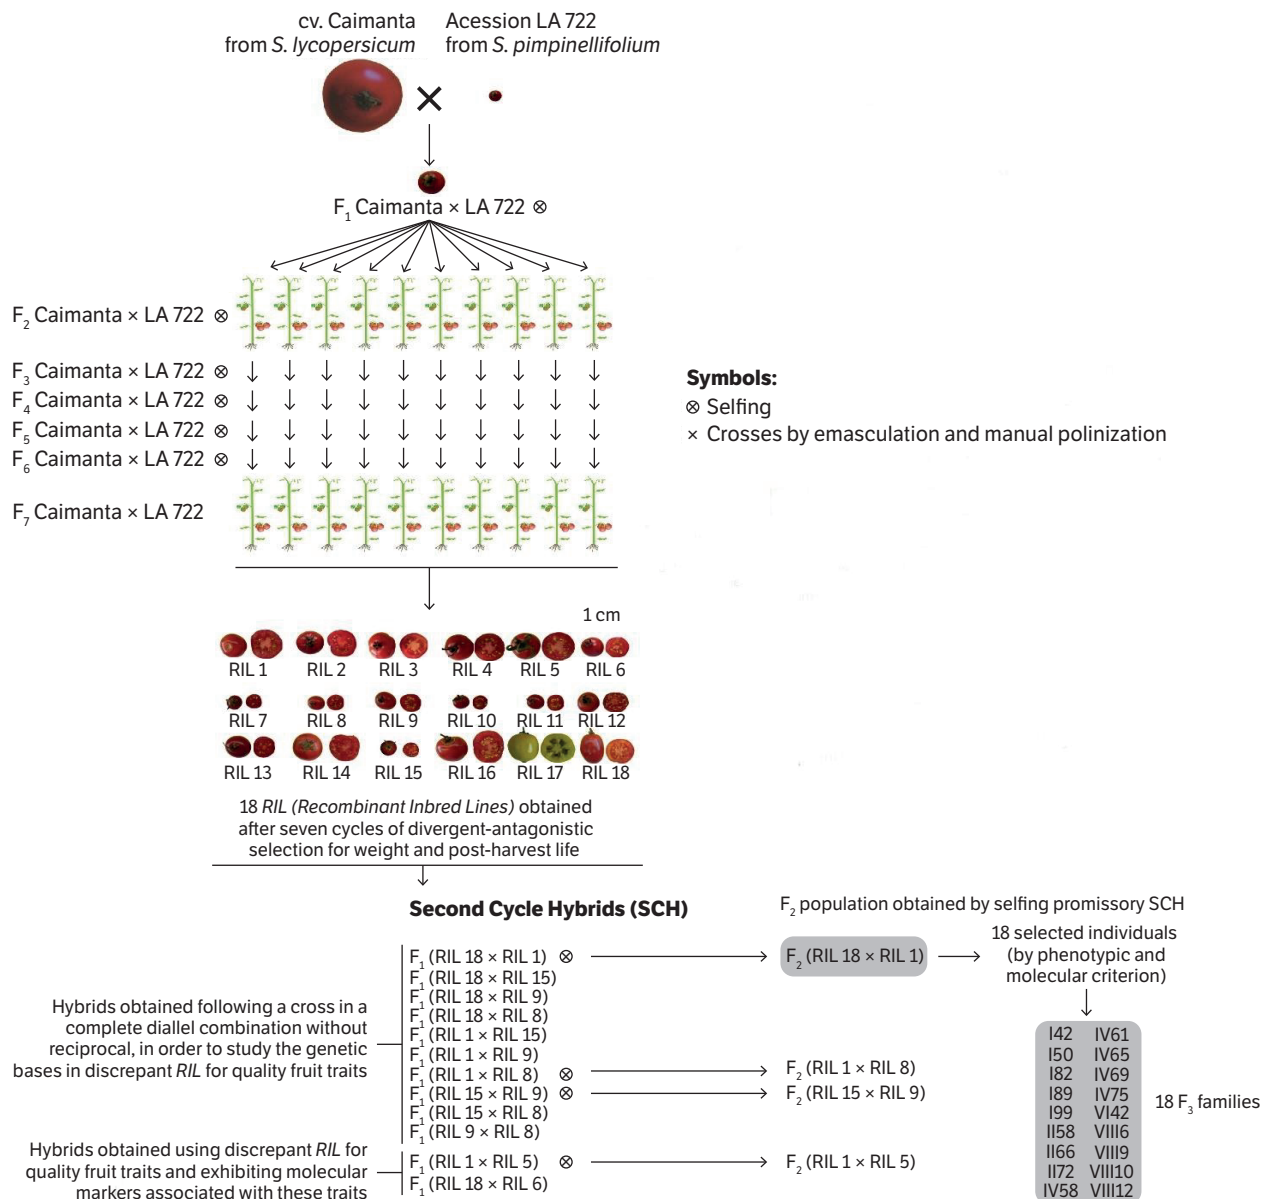 cv. Caimanta
from S. lycopersicum
Acession LA 722
from S. pimpinellifolium
F1 Caimanta × LA 722 ⊗
F2 Caimanta × LA 722 ⊗
F3 Caimanta × LA 722 ⊗
F4 Caimanta × LA 722 ⊗
F5 Caimanta × LA 722 ⊗
F6 Caimanta × LA 722 ⊗
F7 Caimanta × LA 722
Symbols:
⊗ Selfing
× Crosses by emasculation and manual polinization
1 cm
RIL 1 RIL 2 RIL 3 RIL 4 RIL 5 RIL 6
RIL 7 RIL 8 RIL 9 RIL 10 RIL 11 RIL 12
RIL 13 RIL 14 RIL 15 RIL 16 RIL 17 RIL 18
18 RIL (Recombinant Inbred Lines) obtained
after seven cycles of divergent-antagonistic
selection for weight and post-harvest life
Second Cycle Hybrids (SCH)
F2 population obtained by selfing promissory SCH
Hybrids obtained following a cross in a
complete diallel combination without
reciprocal, in order to study the genetic
bases in discrepant RIL for quality fruit traits
F1 (RIL 18 × RIL 1) ⊗
F1 (RIL 18 × RIL 15)
F1 (RIL 18 × RIL 9)
F1 (RIL 18 × RIL 8)
F1 (RIL 1 × RIL 15)
F1 (RIL 1 × RIL 9)
F1 (RIL 1 × RIL 8) ⊗
F1 (RIL 15 × RIL 9) ⊗
F1 (RIL 15 × RIL 8)
F1 (RIL 9 × RIL 8)
Hybrids obtained using discrepant RIL for
quality fruit traits and exhibiting molecular
markers associated with these traits
F1 (RIL 1 × RIL 5) ⊗
F1 (RIL 18 × RIL 6)
F2 (RIL 18 × RIL 1)
F2 (RIL 1 × RIL 8)
F2 (RIL 15 × RIL 9)
F2 (RIL 1 × RIL 5)
18 selected individuals
(by phenotypic and
molecular criterion)
I42 IV61
I50 IV65
I82 IV69
I89 IV75
I99 VI42
II58 VIII6
II66 VIII9
II72 VIII10
IV58 VIII12
18 F3 families